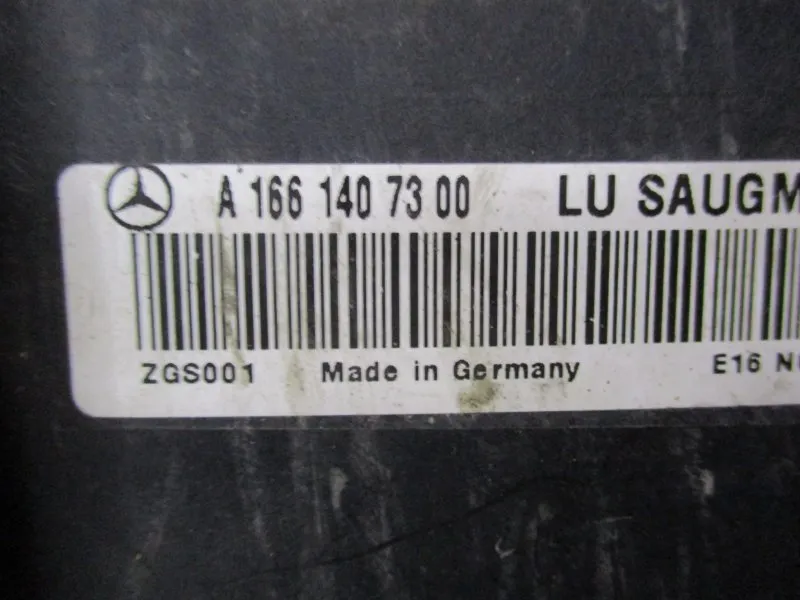 A 166 140 73 00 LU SAUGM
ZGS001 Made in Germany E16